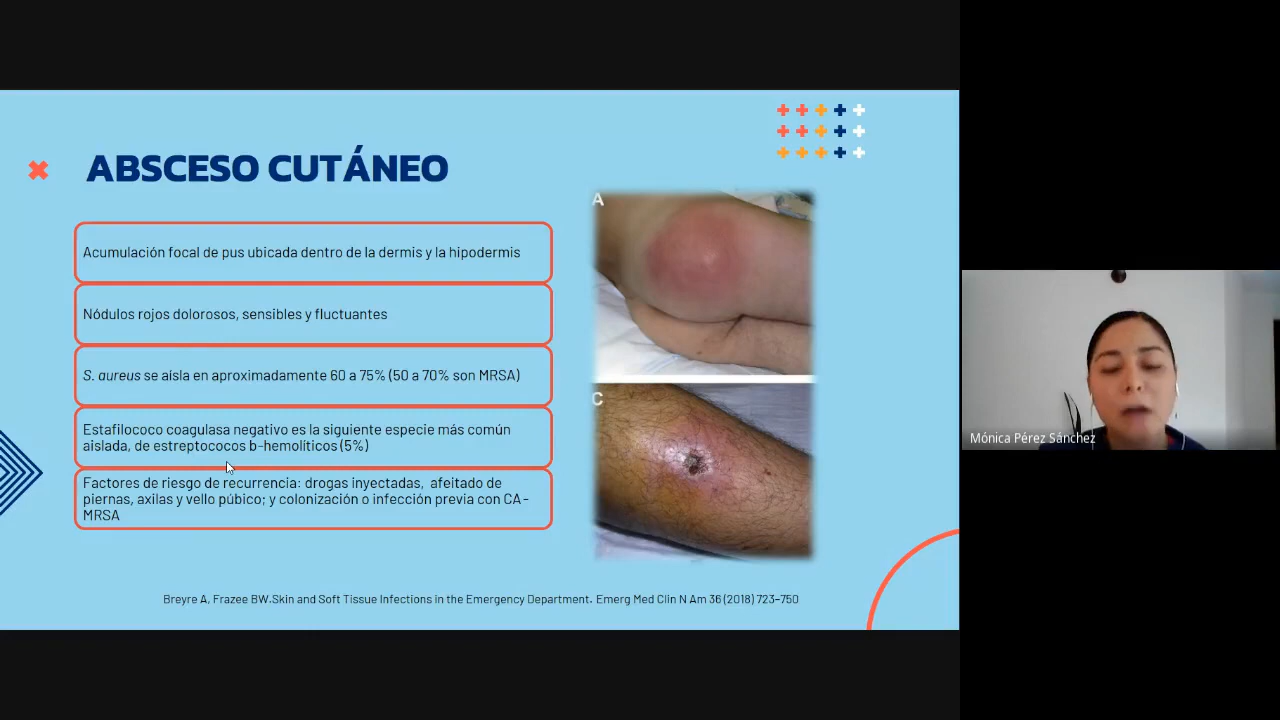 ABSCESO CUTÁNEO
Acumulación focal de pus ubicada dentro de la dermis y la hipodermis
Nódulos rojos dolorosos, sensibles y fluctuantes
S. aureus se aísla en aproximadamente 60 a 75% (50 a 70% son MRSA)
Estafilococo coagulasa negativo es la siguiente especie más común
aislada, de estreptococos b-hemolíticos (5%)
Factores de riesgo de recurrencia: drogas inyectadas, afeitado de
piernas, axilas y vello púbico; y colonización o infección previa con CA-
MRSA
A
C
Breyre A, Frazee BW.Skin and Soft Tissue Infections in the Emergency Department. Emerg Med Clin N Am 36 (2018) 723–750
Mónica Pérez Sánchez